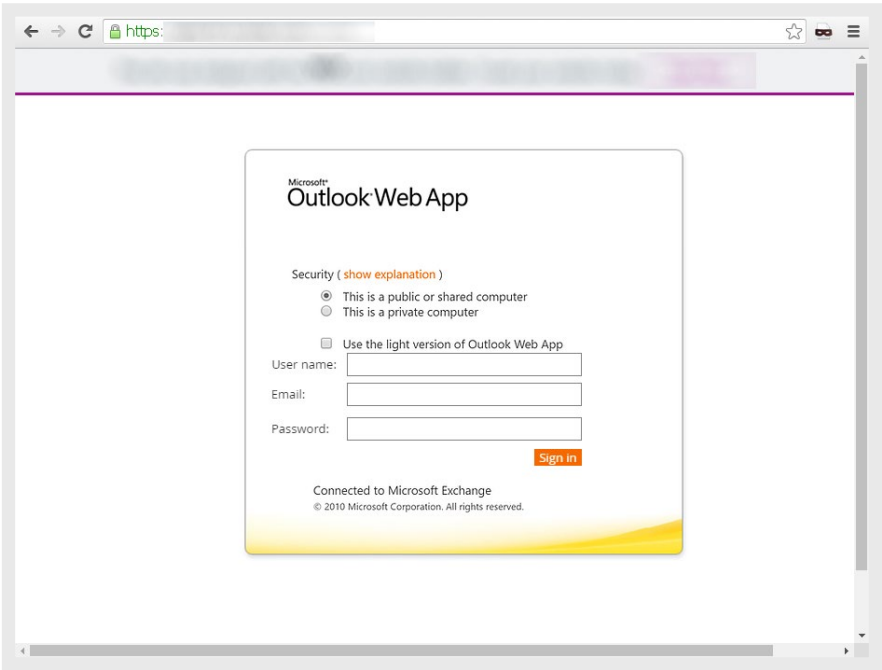 https:
Microsoft®
Outlook Web App
Security ( show explanation )
This is a public or shared computer
This is a private computer
Use the light version of Outlook Web App
User name:
Email:
Password:
Sign in
Connected to Microsoft Exchange
© 2010 Microsoft Corporation. All rights reserved.